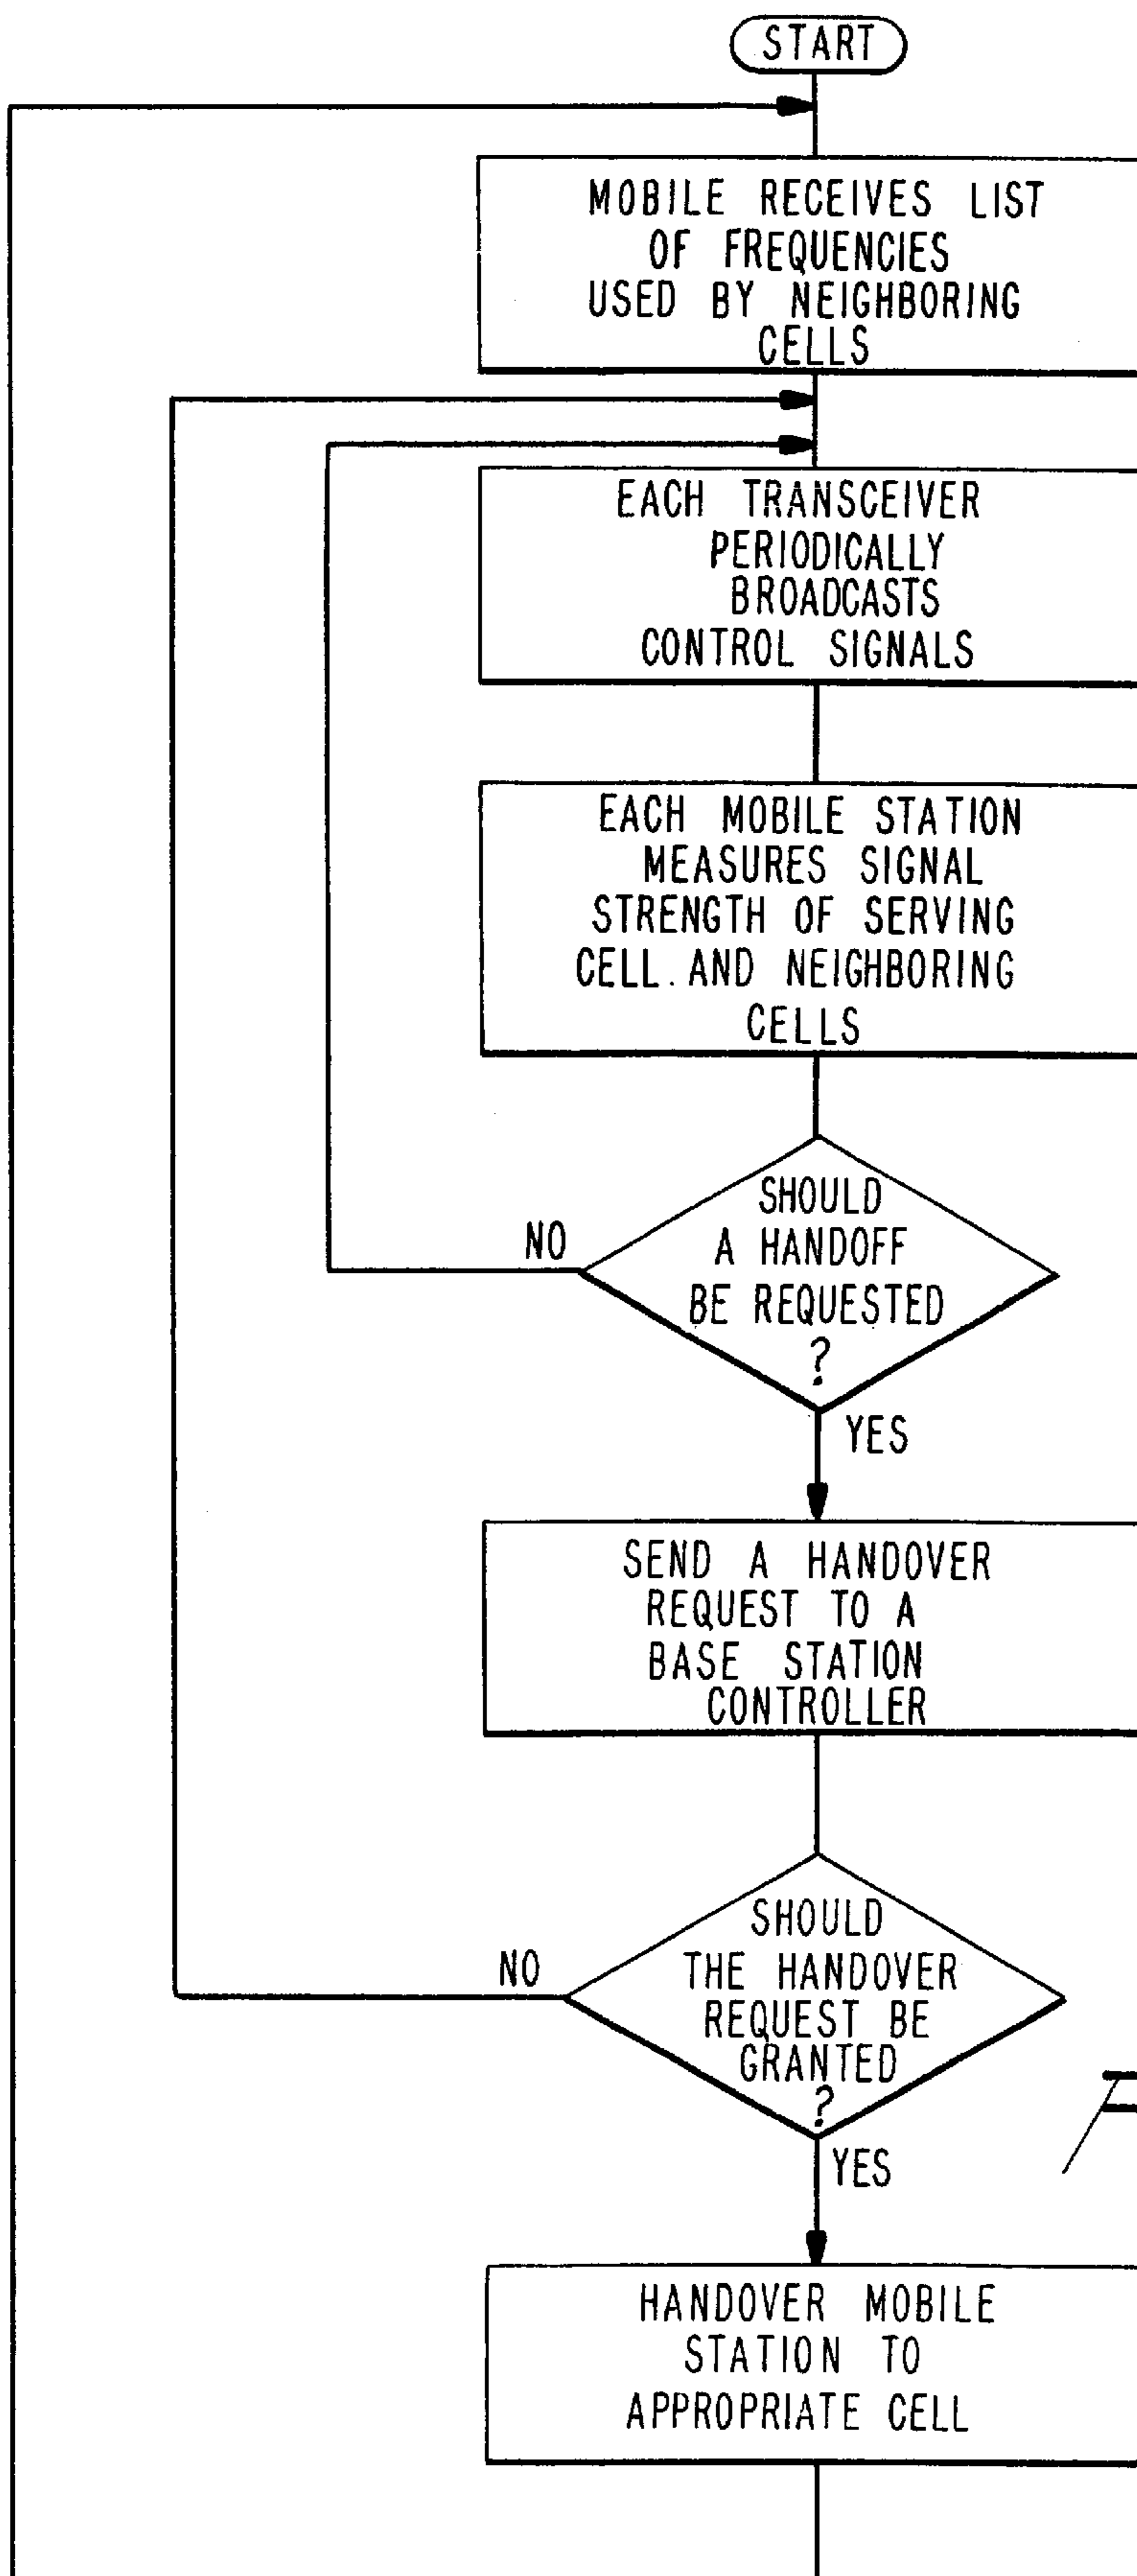 START
MOBILE RECEIVES LIST
OF FREQUENCIES
USED BY NEIGHBORING
CELLS
EACH TRANSCEIVER
PERIODICALLY
BROADCASTS
CONTROL SIGNALS
EACH MOBILE STATION
MEASURES SIGNAL
STRENGTH OF SERVING
CELL AND NEIGHBORING
CELLS
SHOULD
A HANDOFF
BE REQUESTED
?
NO
YES
SEND A HANDOVER
REQUEST TO A
BASE STATION
CONTROLLER
SHOULD
THE HANDOVER
REQUEST BE
GRANTED
?
NO
YES
HANDOVER MOBILE
STATION TO
APPROPRIATE CELL